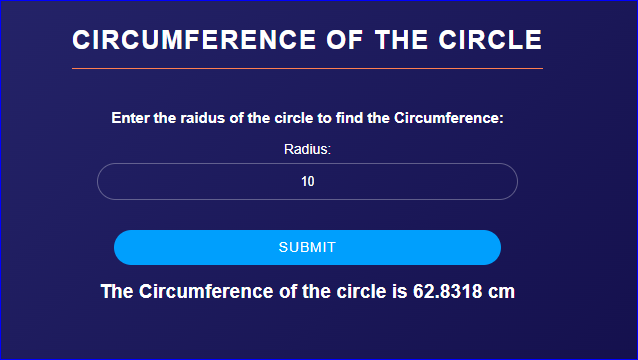 CIRCUMFERENCE OF THE CIRCLE
Enter the raidus of the circle to find the Circumference:
Radius:
10
SUBMIT
The Circumference of the circle is 62.8318 cm